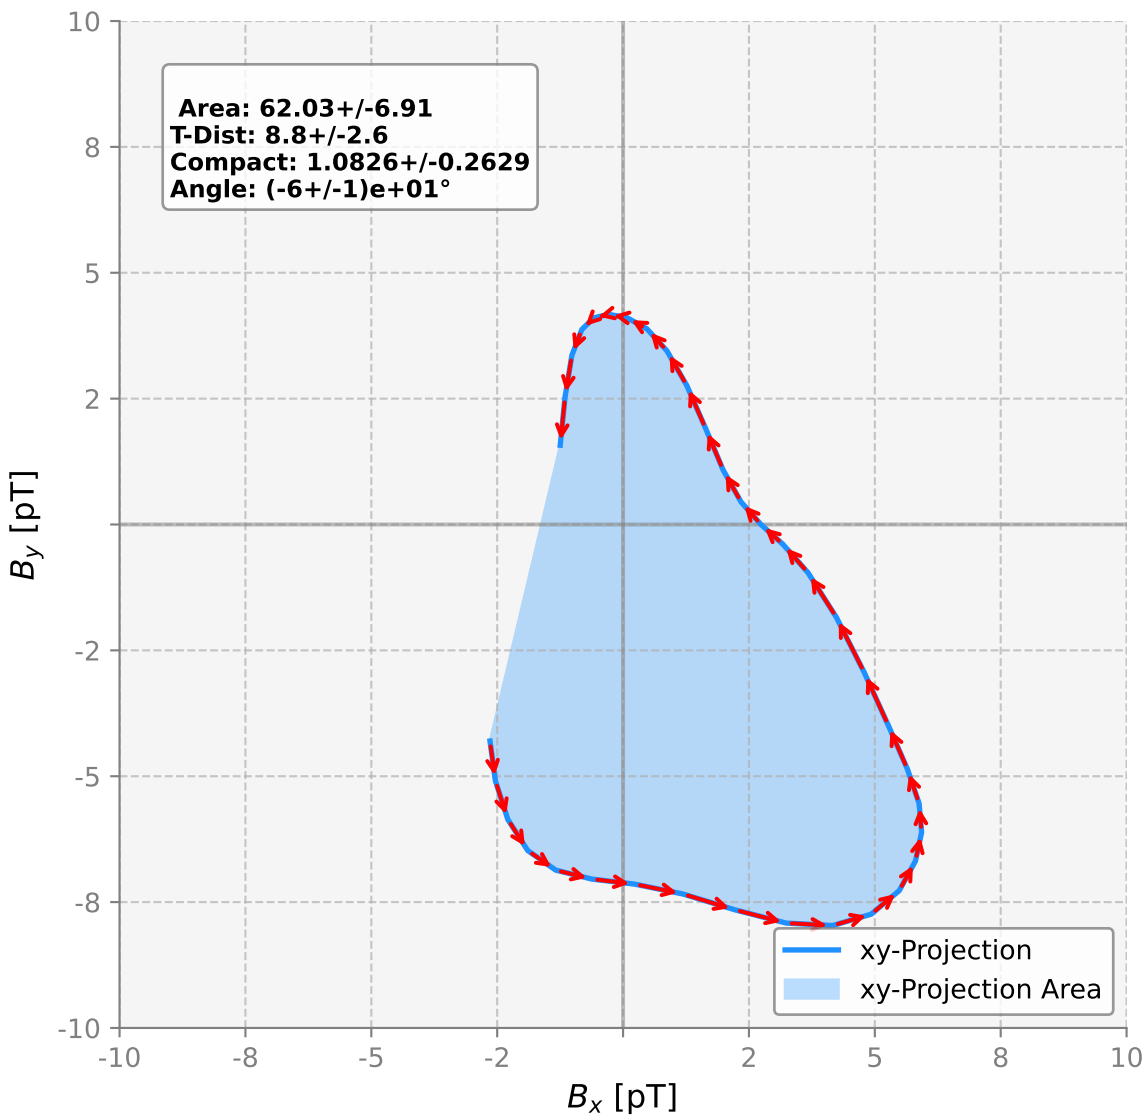 10
8
5
2
-2
-5
-8
-10
-10
-8
-5
-2
2
5
8
10
B_y [pT]
B_x [pT]
Area: 62.03+/-6.91
T-Dist: 8.8+/-2.6
Compact: 1.0826+/-0.2629
Angle: (-6+/-1)e+01°
xy-Projection
xy-Projection Area